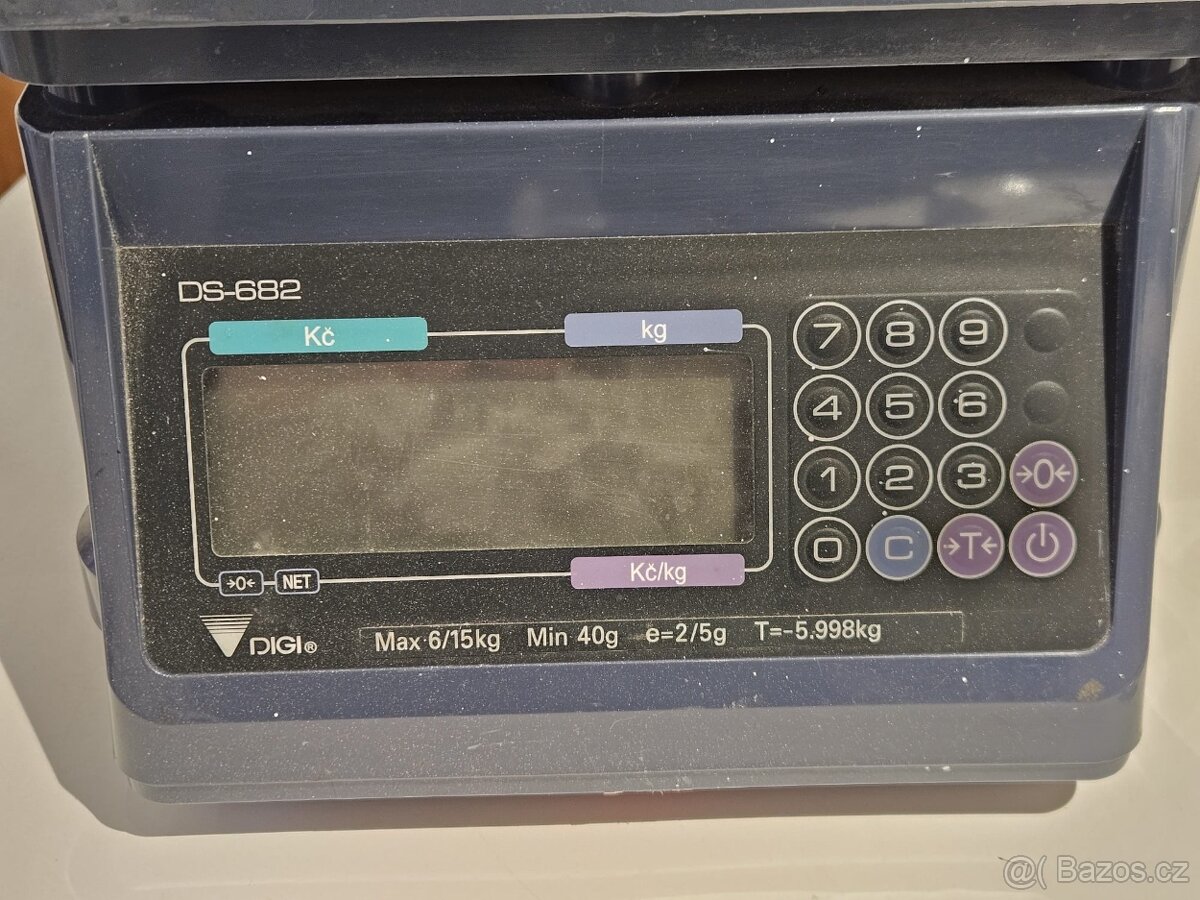 DS-682
Kč kg
7 8 9
4 5 6
1 2 3 →0←
0 C →T←
Kč/kg
→0← NET
DIGI®
Max 6/15kg Min 40g e=2/5g T=-5.998kg
@( Bazos.cz